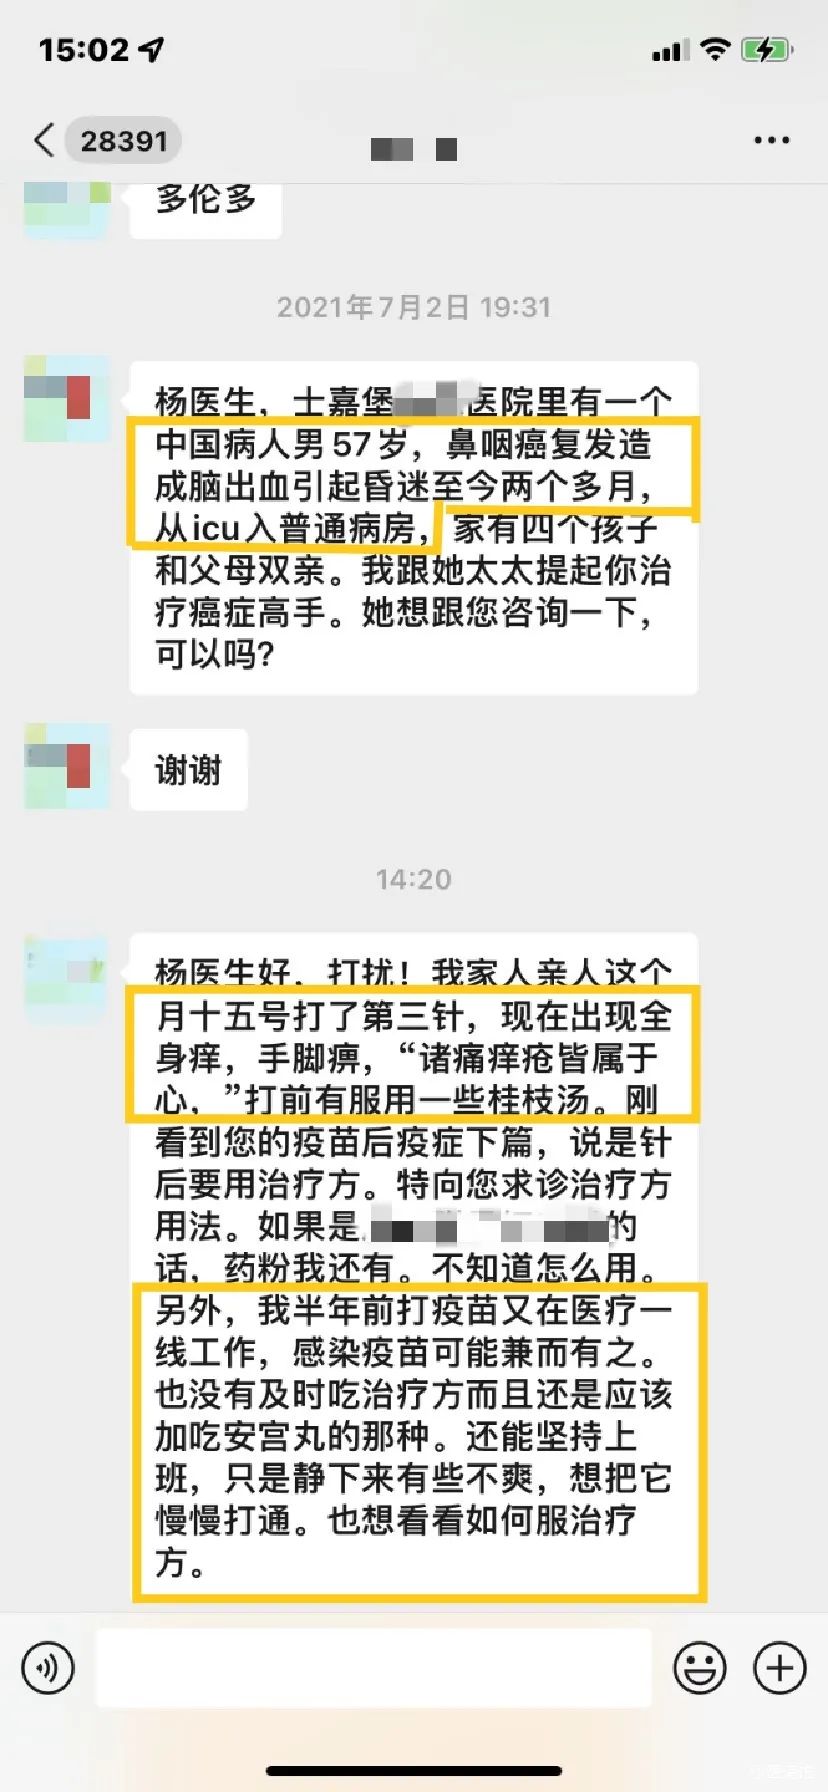 15:02
28391
多伦多
2021年7月2日 19:31
杨医生，士嘉堡医院里有一个
中国病人男57岁，鼻咽癌复发造
成脑出血引起昏迷至今两个多月，
从icu入普通病房，家有四个孩子
和父母双亲。我跟她太太提起你治
疗癌症高手。她想跟您咨询一下，
可以吗?
谢谢
14:20
杨医生好，打扰！我家人亲人这个
月十五号打了第三针，现在出现全
身痒，手脚痹，“诸痛痒疮皆属于
心，”打前有服用一些桂枝汤。刚
看到您的疫苗后疫症下篇，说是针
后要用治疗方。特向您求诊治疗方
用法。如果是的
话，药粉我还有。不知道怎么用。
另外，我半年前打疫苗又在医疗一
线工作，感染疫苗可能兼而有之。
也没有及时吃治疗方而且还是应该
加吃安宫丸的那种。还能坚持上
班，只是静下来有些不爽，想把它
慢慢打通。也想看看如何服治疗
方。